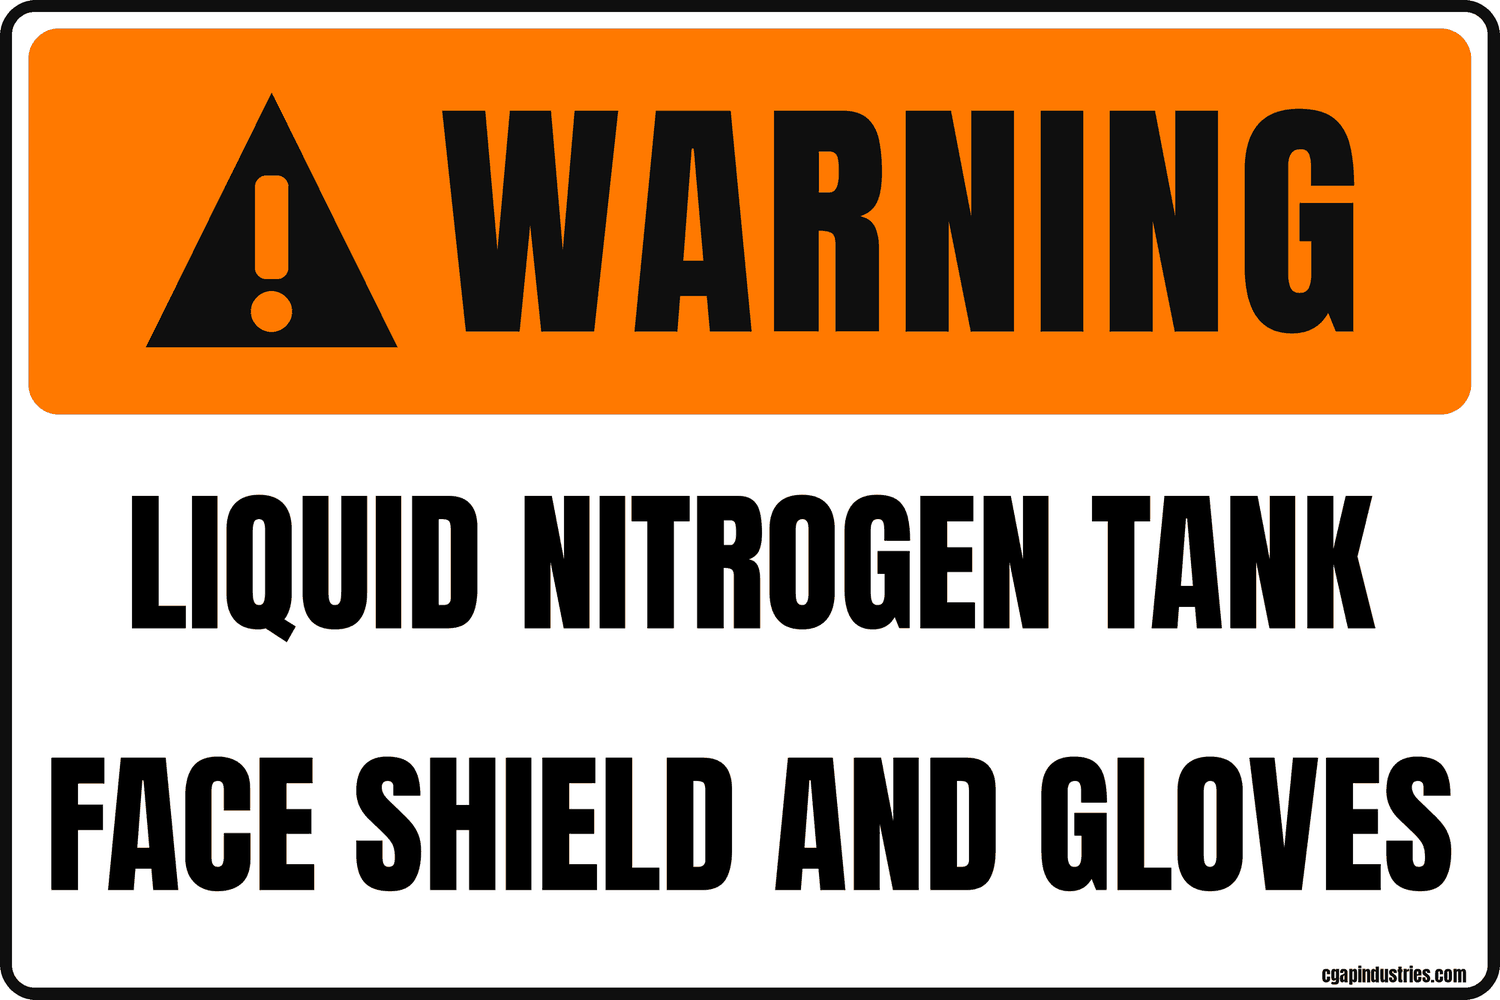 WARNING
LIQUID NITROGEN TANK
FACE SHIELD AND GLOVES
cgapindustries.com